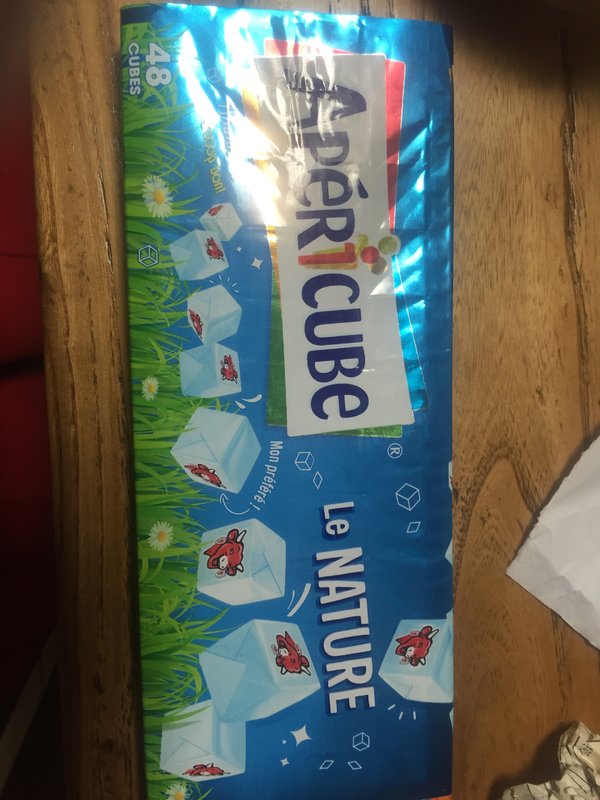 APÉRICUBE
®
Le NATURE
Mon préféré !
48
CUBES